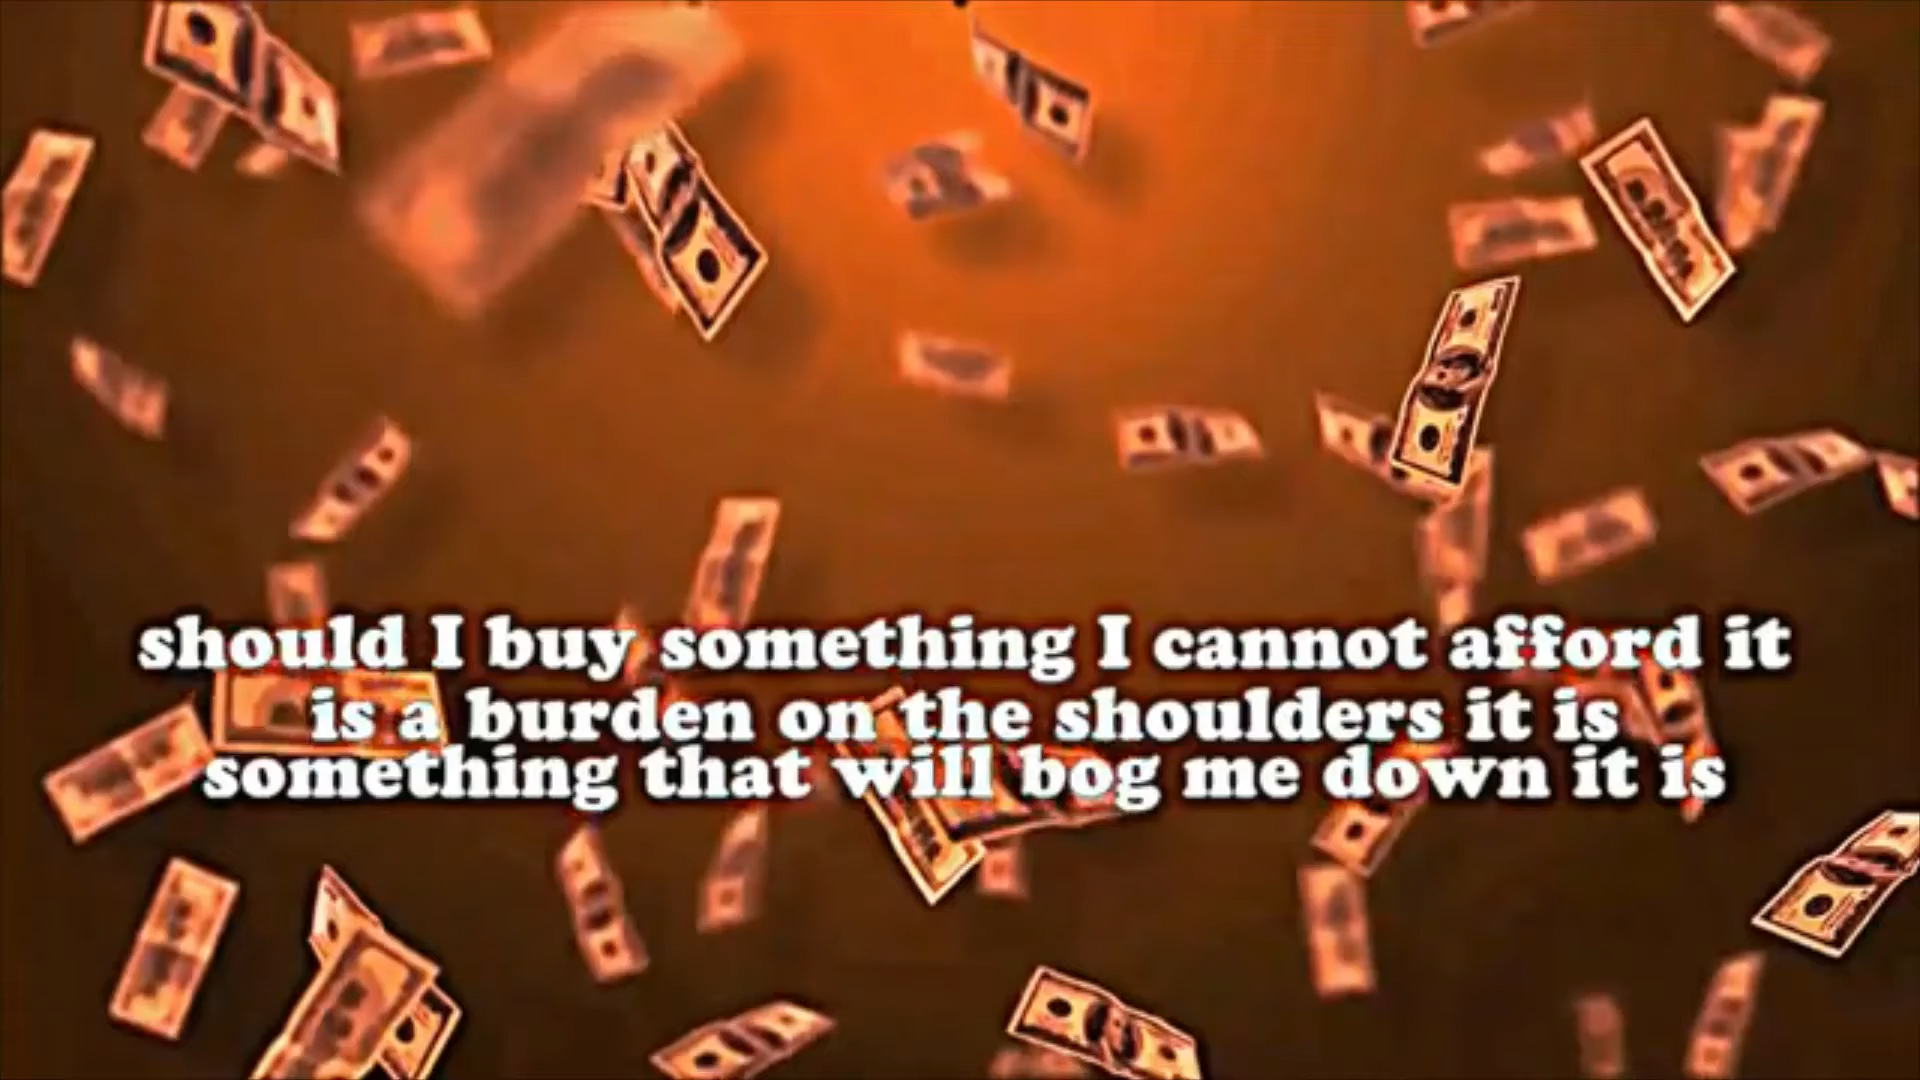 should I buy something I cannot afford it
is a burden on the shoulders it is
something that will bog me down it is